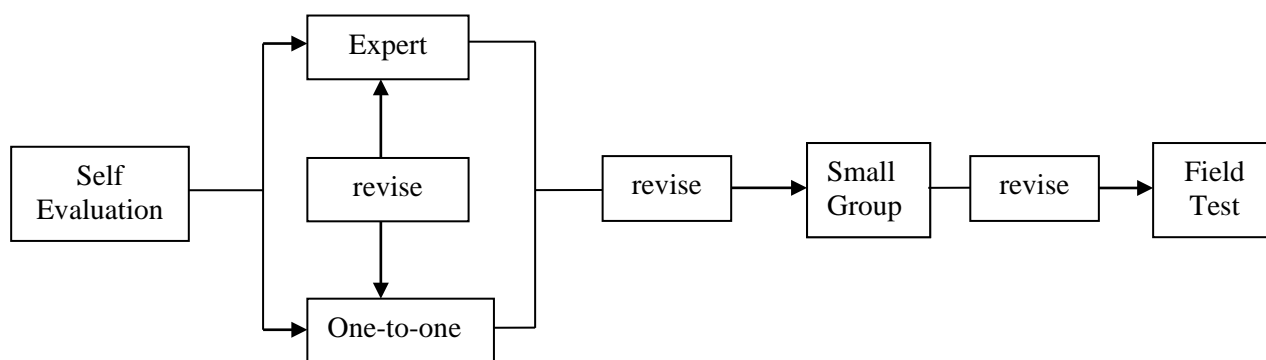 Expert
Self
Evaluation
revise
One-to-one
revise
Small
Group
revise
Field
Test